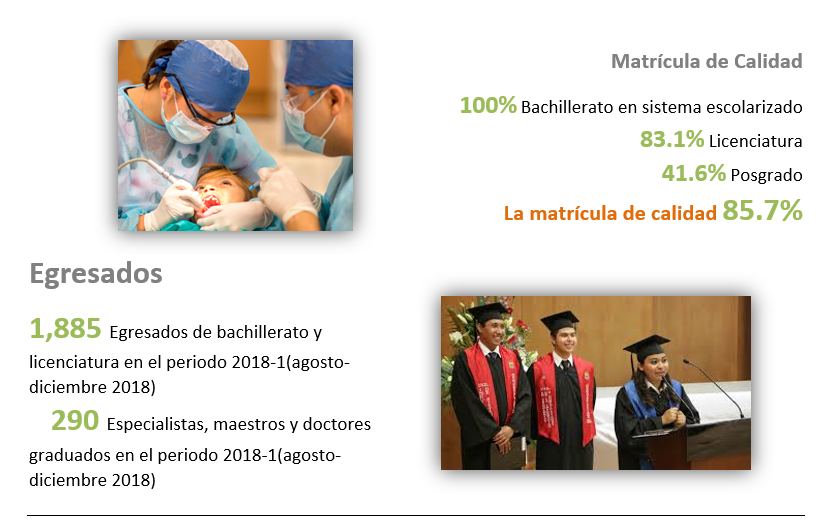 Matrícula de Calidad
100% Bachillerato en sistema escolarizado
83.1% Licenciatura
41.6% Posgrado
La matrícula de calidad 85.7%
Egresados
1,885 Egresados de bachillerato y
licenciatura en el periodo 2018-1(agosto-
diciembre 2018)
290 Especialistas, maestros y doctores
graduados en el periodo 2018-1(agosto-
diciembre 2018)